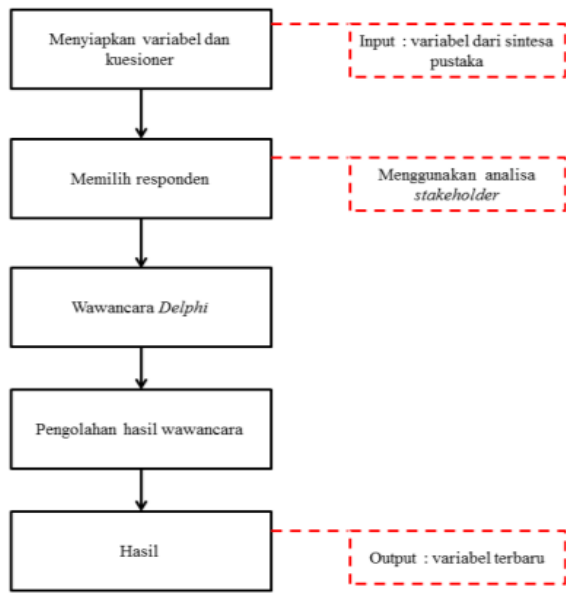 Menyiapkan variabel dan
kuesioner
Input : variabel dari sintesa
pustaka
Memilih responden
Menggunakan analisa
stakeholder
Wawancara Delphi
Pengolahan hasil wawancara
Hasil
Output : variabel terbaru